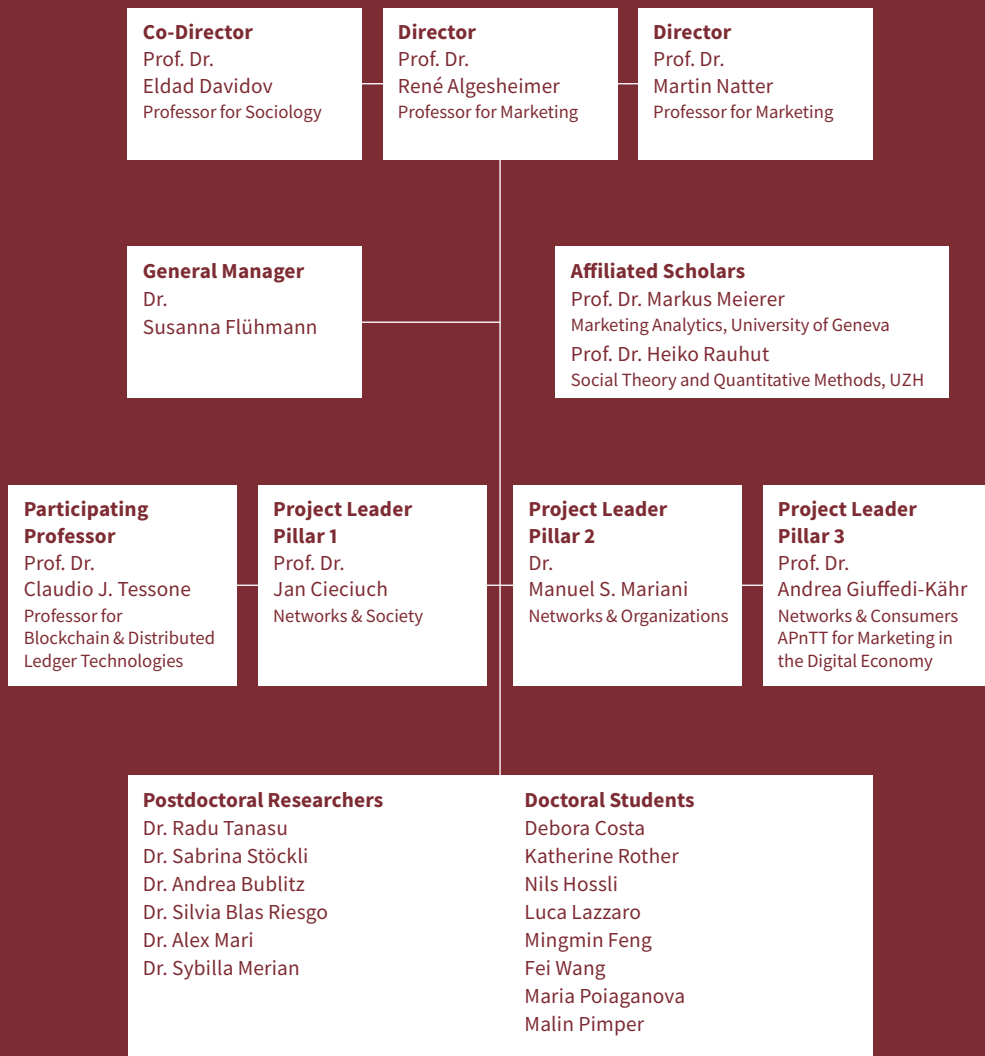 Co-Director
Prof. Dr.
Eldad Davidov
Professor for Sociology
Director
Prof. Dr.
René Algesheimer
Professor for Marketing
Director
Prof. Dr.
Martin Natter
Professor for Marketing
General Manager
Dr.
Susanna Flühmann
Affiliated Scholars
Prof. Dr. Markus Meierer
Marketing Analytics, University of Geneva
Prof. Dr. Heiko Rauhut
Social Theory and Quantitative Methods, UZH
Participating
Professor
Prof. Dr.
Claudio J. Tessone
Professor for
Blockchain & Distributed
Ledger Technologies
Project Leader
Pillar 1
Prof. Dr.
Jan Cieciuch
Networks & Society
Project Leader
Pillar 2
Dr.
Manuel S. Mariani
Networks & Organizations
Project Leader
Pillar 3
Prof. Dr.
Andrea Giuffedi-Kähr
Networks & Consumers
APnTT for Marketing in
the Digital Economy
Postdoctoral Researchers
Dr. Radu Tanasu
Dr. Sabrina Stöckli
Dr. Andrea Bublitz
Dr. Silvia Blas Riesgo
Dr. Alex Mari
Dr. Sybilla Merian
Doctoral Students
Debora Costa
Katherine Rother
Nils Hossli
Luca Lazzaro
Mingmin Feng
Fei Wang
Maria Poiaganova
Malin Pimper